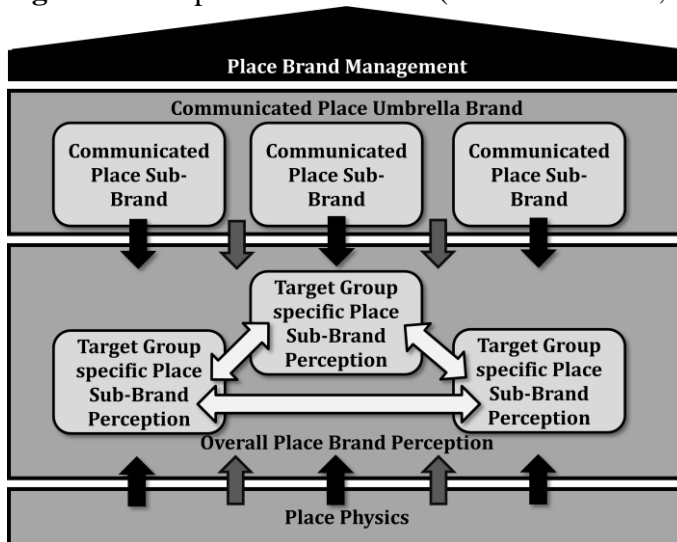 Place Brand Management
Communicated Place Umbrella Brand
Communicated
Place Sub-
Brand
Communicated
Place Sub-
Brand
Communicated
Place Sub-
Brand
Target Group
specific Place
Sub-Brand
Perception
Target Group
specific Place
Sub-Brand
Perception
Target Group
specific Place
Sub-Brand
Perception
Overall Place Brand Perception
Place Physics